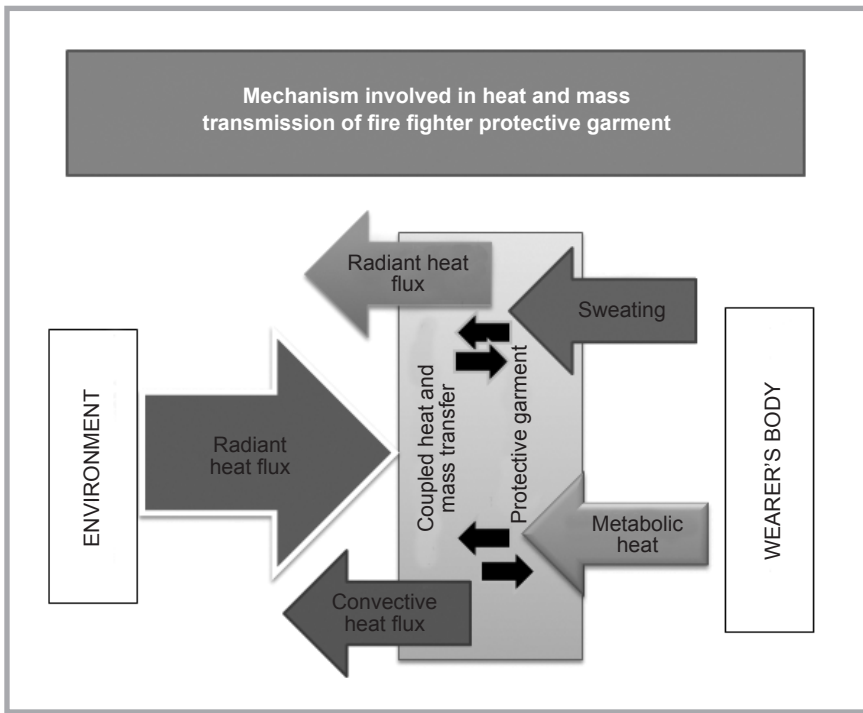 Mechanism involved in heat and mass
transmission of fire fighter protective garment
Radiant heat
flux
Sweating
ENVIRONMENT
Radiant
heat flux
Coupled heat and
mass transfer
Protective garment
WEARER'S BODY
Metabolic
heat
Convective
heat flux